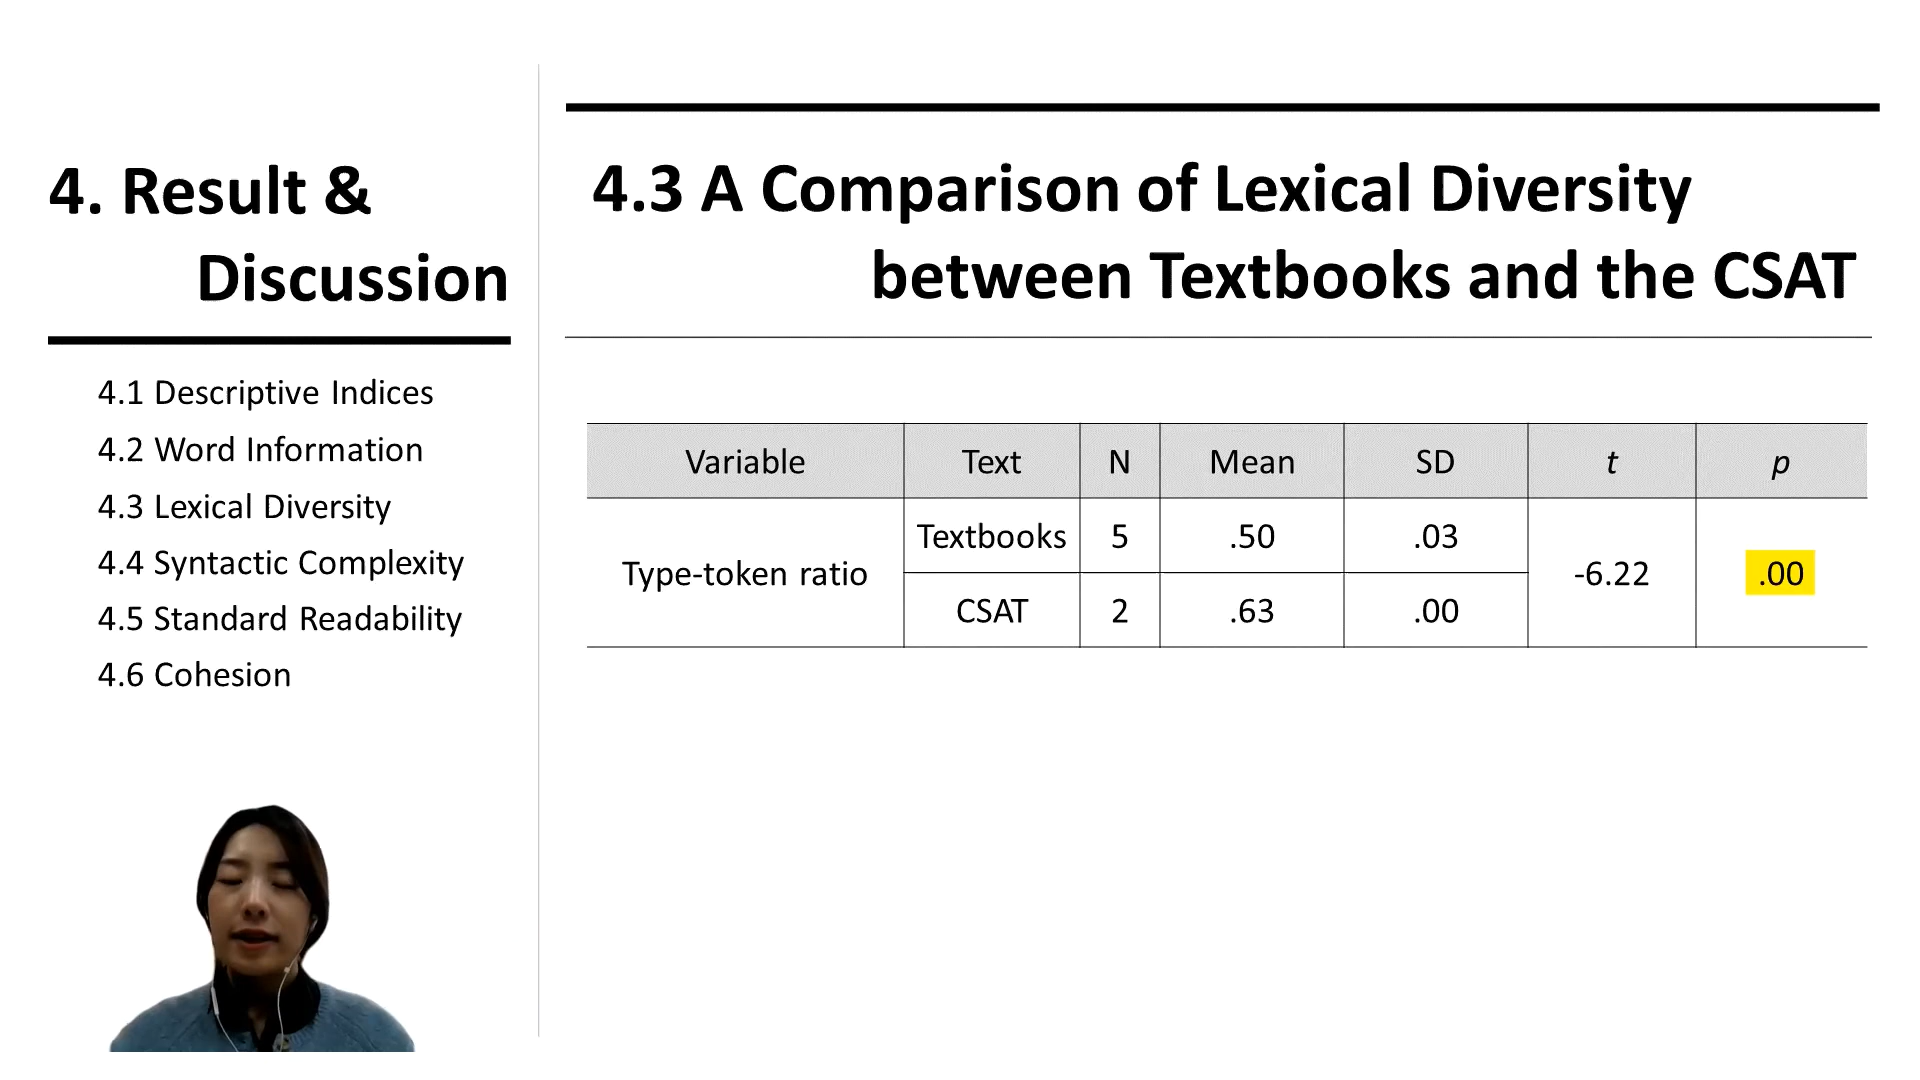 4. Result &
Discussion
4.1 Descriptive Indices
4.2 Word Information
4.3 Lexical Diversity
4.4 Syntactic Complexity
4.5 Standard Readability
4.6 Cohesion
4.3 A Comparison of Lexical Diversity
between Textbooks and the CSAT
Variable Text N Mean SD t p
Type-token ratio Textbooks 5 .50 .03 -6.22 .00
CSAT 2 .63 .00